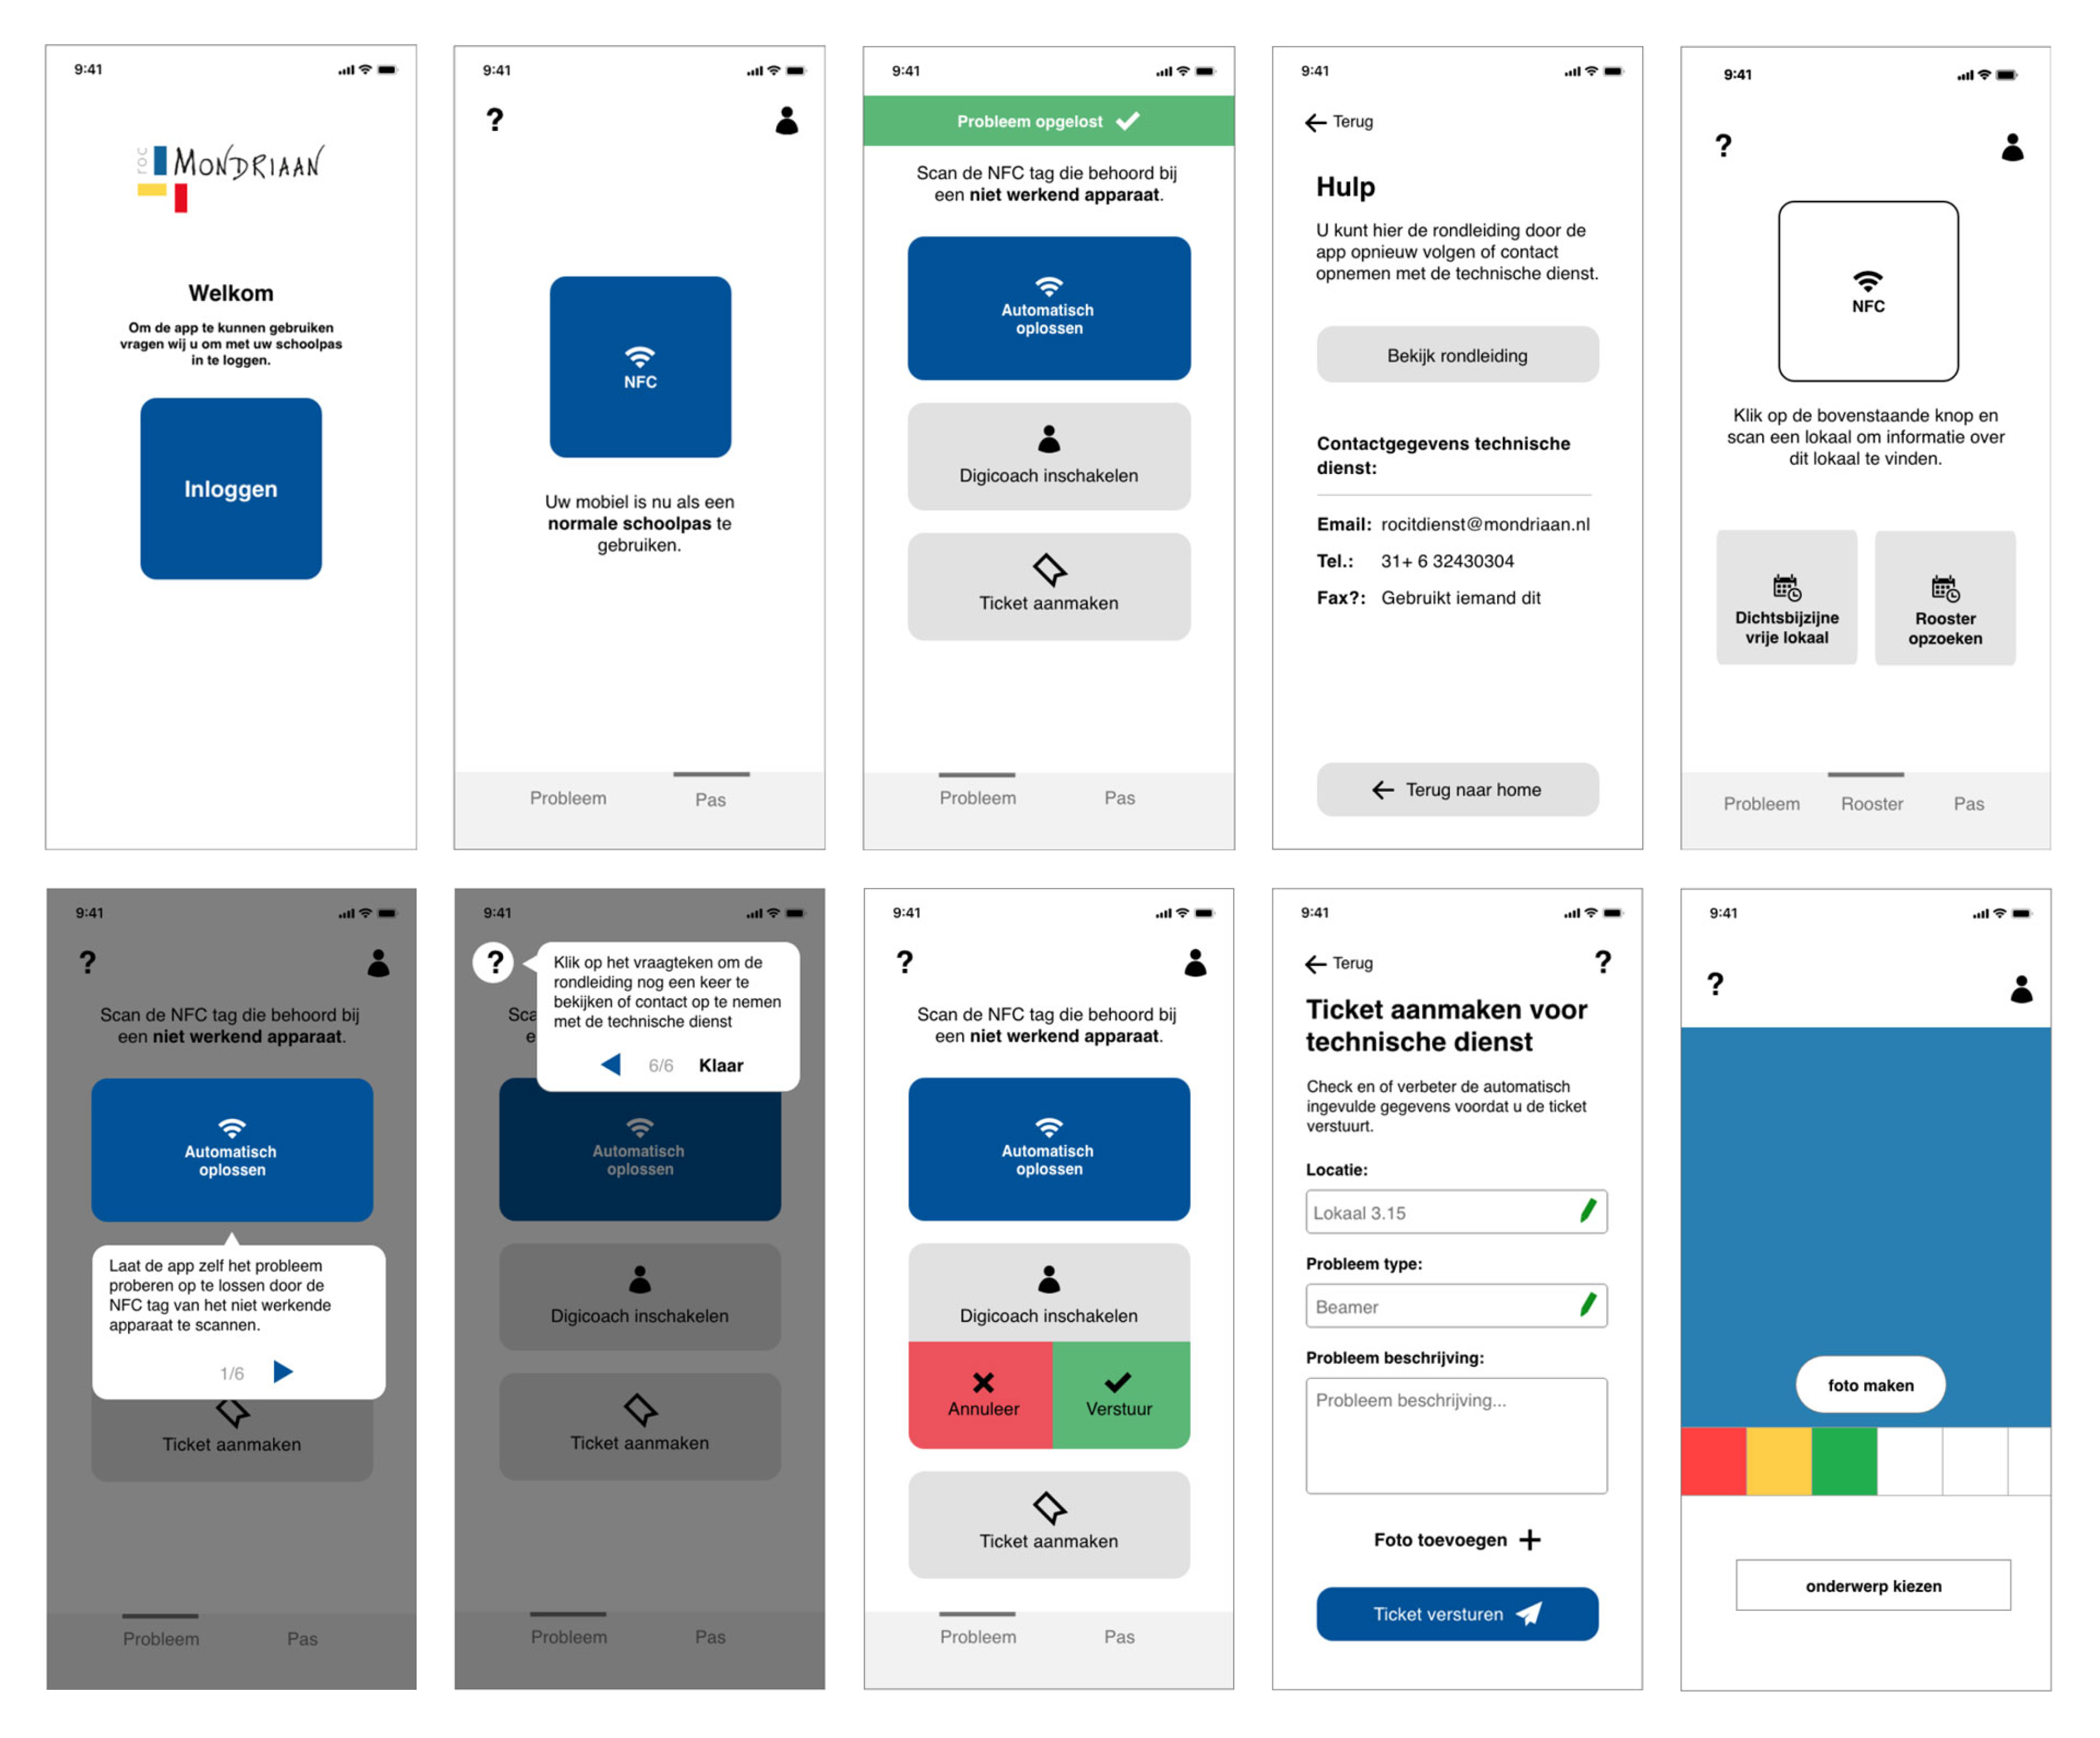 9:41
roc
MONDRIAAN
Welkom
Om de app te kunnen gebruiken
vragen wij u om met uw schoolpas
in te loggen.
Inloggen
9:41
?
NFC
Uw mobiel is nu als een
normale schoolpas te
gebruiken.
Probleem Pas
9:41
Probleem opgelost
Scan de NFC tag die behoord bij
een niet werkend apparaat.
Automatisch
oplossen
Digicoach inschakelen
Ticket aanmaken
Probleem Pas
9:41
Terug
Hulp
U kunt hier de rondleiding door de
app opnieuw volgen of contact
opnemen met de technische dienst.
Bekijk rondleiding
Contactgegevens technische
dienst:
Email: rocitdienst@mondriaan.nl
Tel.: 31+ 6 32430304
Fax?: Gebruikt iemand dit
Terug naar home
9:41
?
NFC
Klik op de bovenstaande knop en
scan een lokaal om informatie over
dit lokaal te vinden.
Dichtsbijzijne
vrije lokaal
Rooster
opzoeken
Probleem Rooster Pas
9:41
?
Scan de NFC tag die behoord bij
een niet werkend apparaat.
Automatisch
oplossen
Laat de app zelf het probleem
proberen op te lossen door de
NFC tag van het niet werkende
apparaat te scannen.
1/6
Ticket aanmaken
Probleem Pas
9:41
?
Klik op het vraagteken om de
rondleiding nog een keer te
bekijken of contact op te nemen
met de technische dienst
Sca
e
6/6 Klaar
Automatisch
oplossen
Digicoach inschakelen
Ticket aanmaken
Probleem Pas
9:41
?
Scan de NFC tag die behoord bij
een niet werkend apparaat.
Automatisch
oplossen
Digicoach inschakelen
Annuleer Verstuur
Ticket aanmaken
Probleem Pas
9:41
Terug ?
Ticket aanmaken voor
technische dienst
Check en of verbeter de automatisch
ingevulde gegevens voordat u de ticket
verstuurt.
Locatie:
Lokaal 3.15
Probleem type:
Beamer
Probleem beschrijving:
Probleem beschrijving...
Foto toevoegen
Ticket versturen
9:41
?
foto maken
onderwerp kiezen